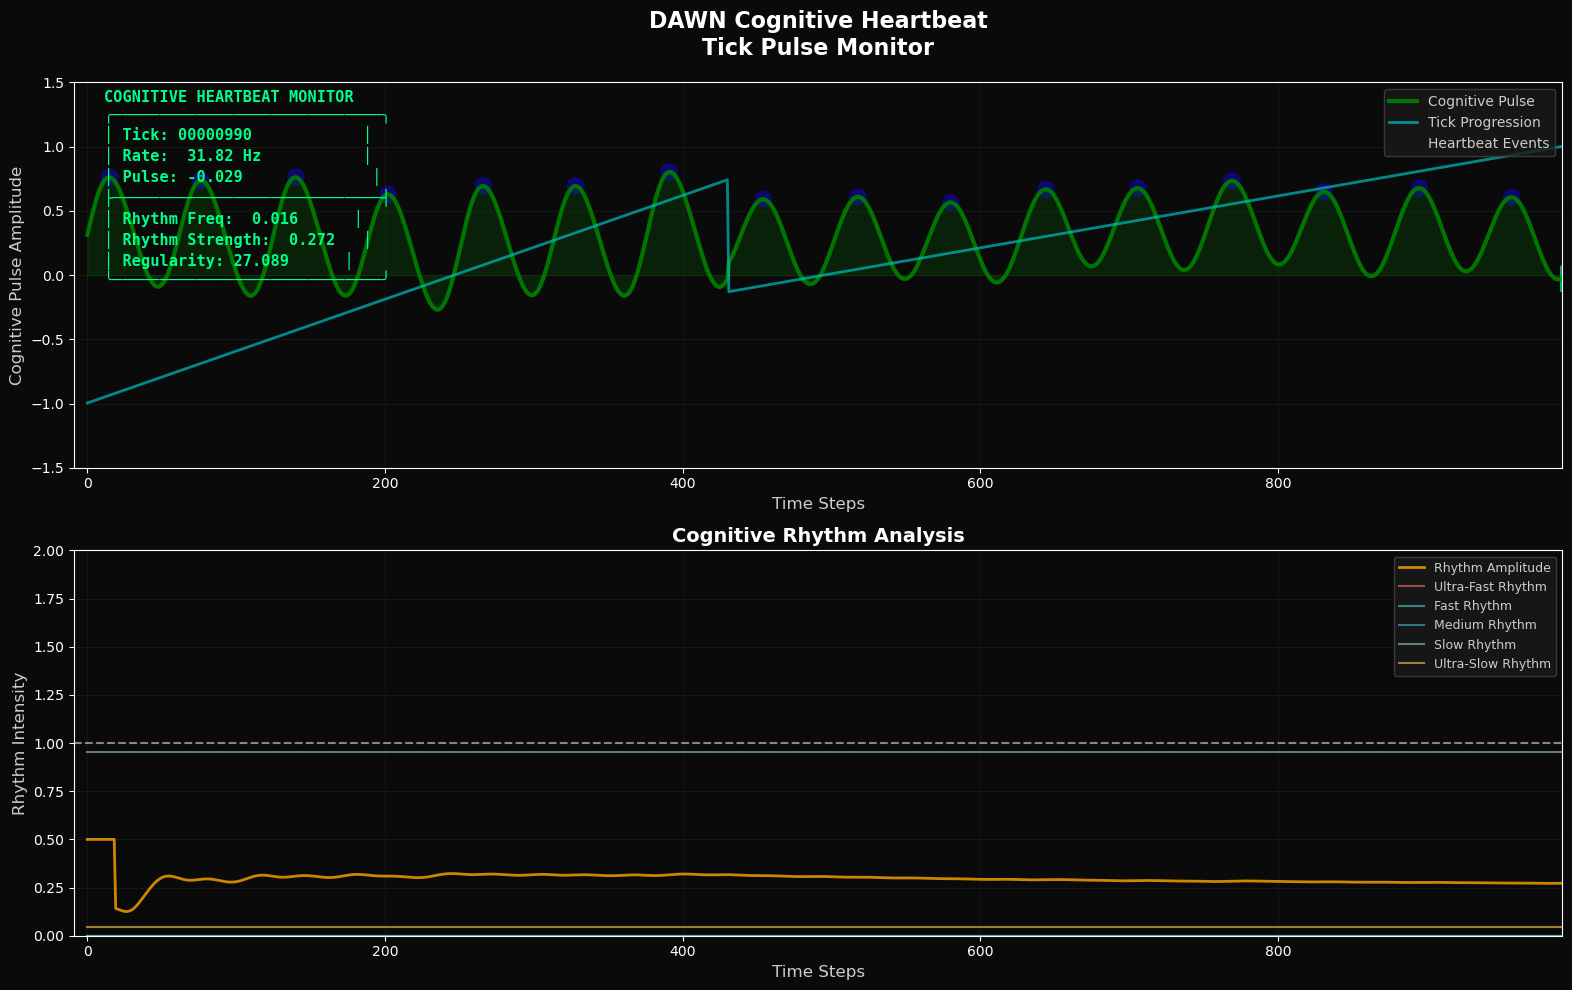 DAWN Cognitive Heartbeat
Tick Pulse Monitor
COGNITIVE HEARTBEAT MONITOR
Tick: 00000990
Rate:  31.82 Hz
Pulse: -0.029
Rhythm Freq:  0.016
Rhythm Strength:  0.272
Regularity: 27.089
Cognitive Pulse
Tick Progression
Heartbeat Events
Cognitive Pulse Amplitude
1.5
1.0
0.5
0.0
−0.5
−1.0
−1.5
0
200
400
600
800
Time Steps
Cognitive Rhythm Analysis
Rhythm Amplitude
Ultra-Fast Rhythm
Fast Rhythm
Medium Rhythm
Slow Rhythm
Ultra-Slow Rhythm
Rhythm Intensity
2.00
1.75
1.50
1.25
1.00
0.75
0.50
0.25
0.00
0
200
400
600
800
Time Steps